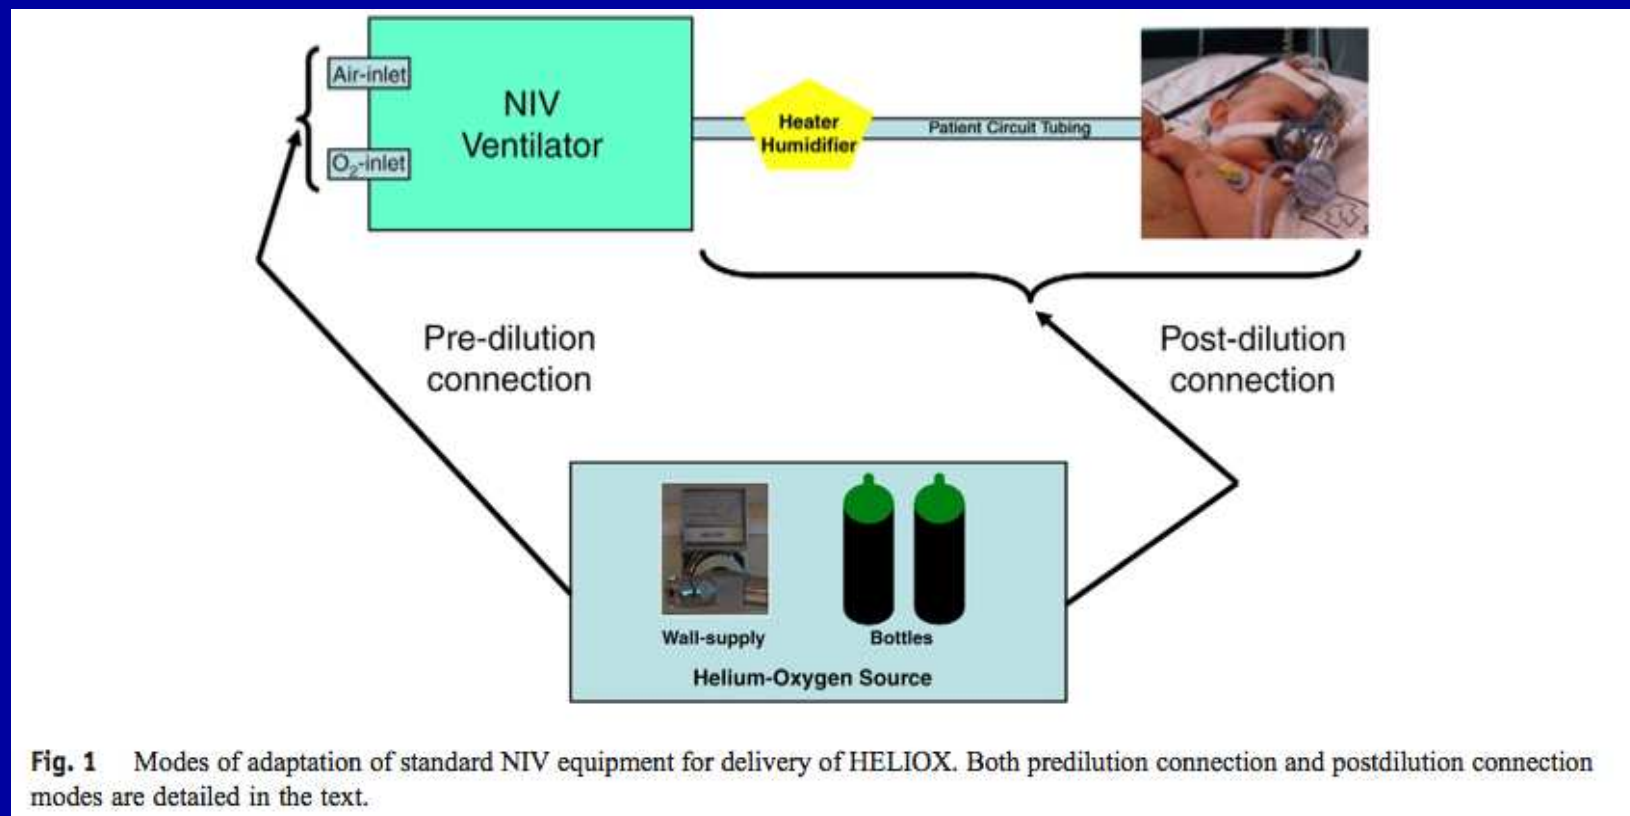 Air-inlet
O2-inlet
NIV
Ventilator
Heater
Humidifier
Patient Circuit Tubing
Pre-dilution
connection
Post-dilution
connection
Wall-supply
Bottles
Helium-Oxygen Source
Fig. 1 Modes of adaptation of standard NIV equipment for delivery of HELIOX. Both predilution connection and postdilution connection
modes are detailed in the text.